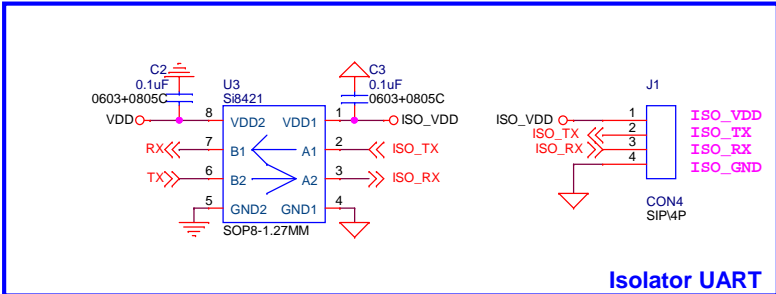 C2
0.1uF
0603+0805C
VDD
U3
Si8421
C3
0.1uF
0603+0805C
ISO_VDD
8 VDD2 VDD1 1
RX 7 B1 A1 2 ISO_TX
TX 6 B2 A2 3 ISO_RX
5 GND2 GND1 4
SOP8-1.27MM
J1
ISO_VDD 1 ISO_VDD
ISO_TX 2 ISO_TX
ISO_RX 3 ISO_RX
4 ISO_GND
CON4
SIP\4P
Isolator UART